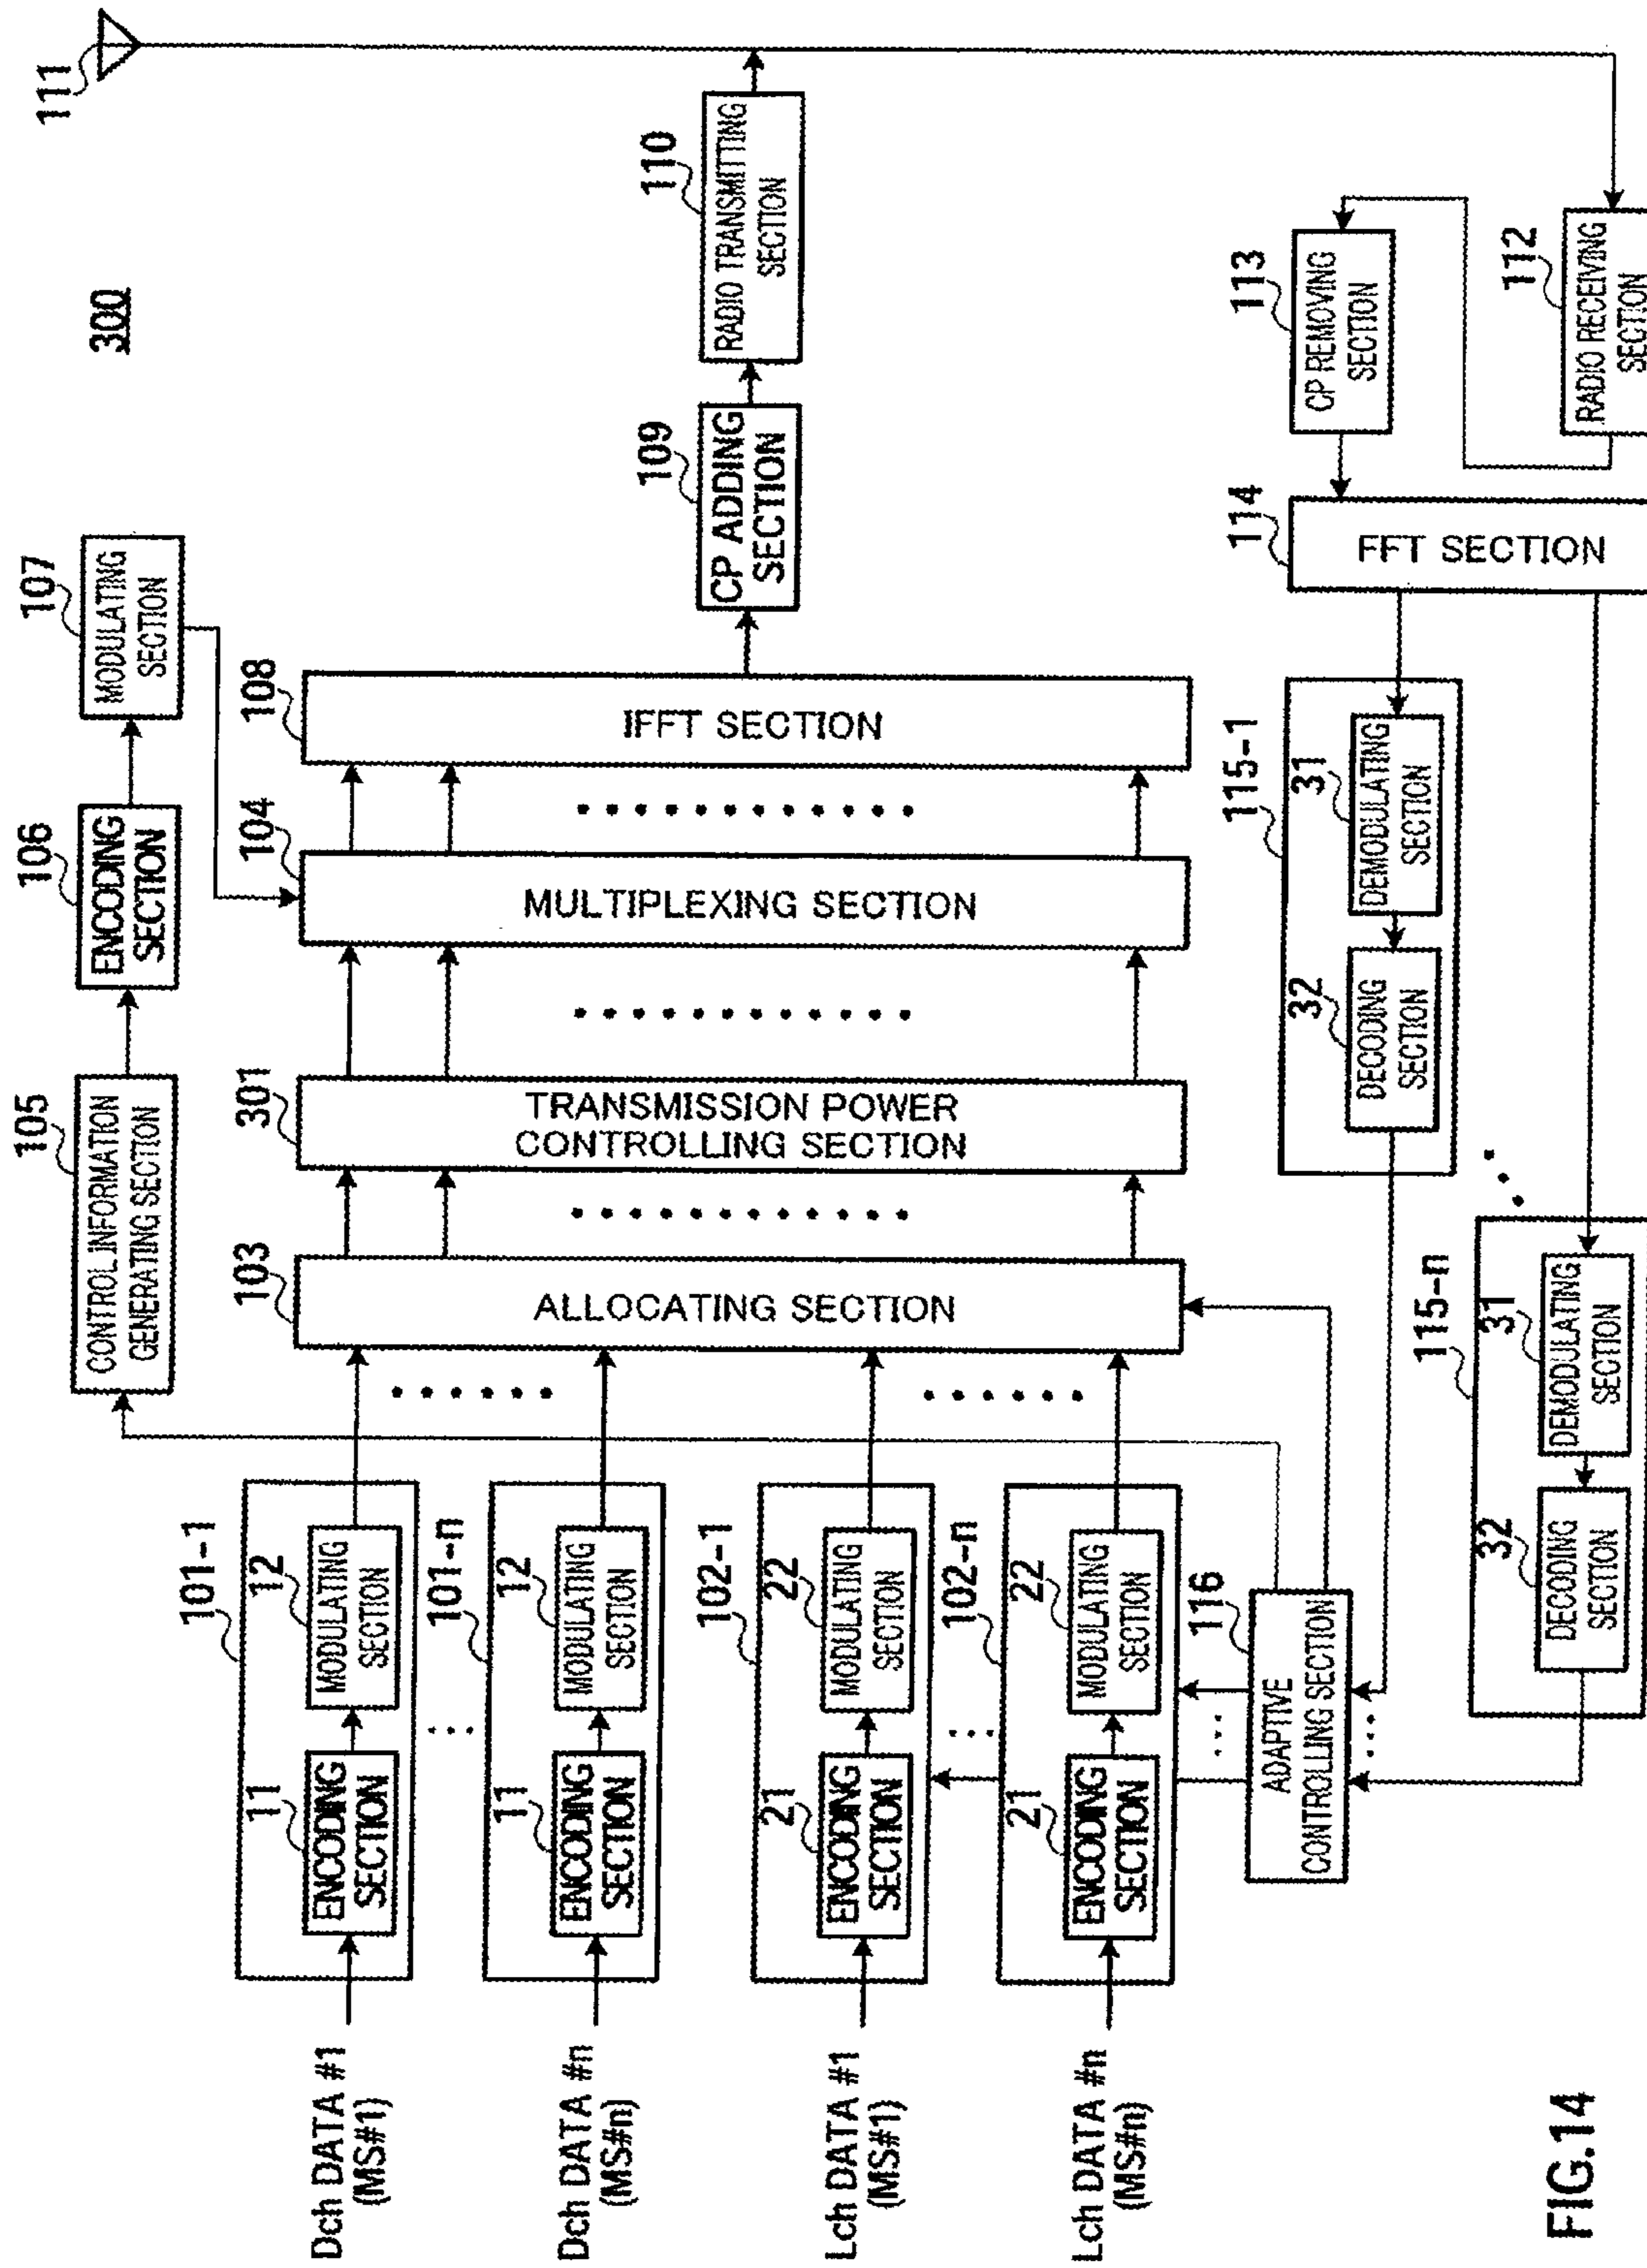 300
111
105
CONTROL INFORMATION
GENERATING SECTION
106
ENCODING
SECTION
107
MODULATING
SECTION
101-1
11
ENCODING
SECTION
12
MODULATING
SECTION
Dch DATA #1
(MS#1)
101-n
11
ENCODING
SECTION
12
MODULATING
SECTION
Dch DATA #n
(MS#n)
102-1
21
ENCODING
SECTION
22
MODULATING
SECTION
Lch DATA #1
(MS#1)
102-n
21
ENCODING
SECTION
22
MODULATING
SECTION
Lch DATA #n
(MS#n)
103
ALLOCATING SECTION
301
TRANSMISSION POWER
CONTROLLING SECTION
104
MULTIPLEXING SECTION
108
IFFT SECTION
109
CP ADDING
SECTION
110
RADIO TRANSMITTING
SECTION
116
ADAPTIVE
CONTROLLING SECTION
115-1
32
DECODING
SECTION
31
DEMODULATING
SECTION
114
FFT SECTION
113
CP REMOVING
SECTION
112
RADIO RECEIVING
SECTION
115-n
32
DECODING
SECTION
31
DEMODULATING
SECTION
FIG.14